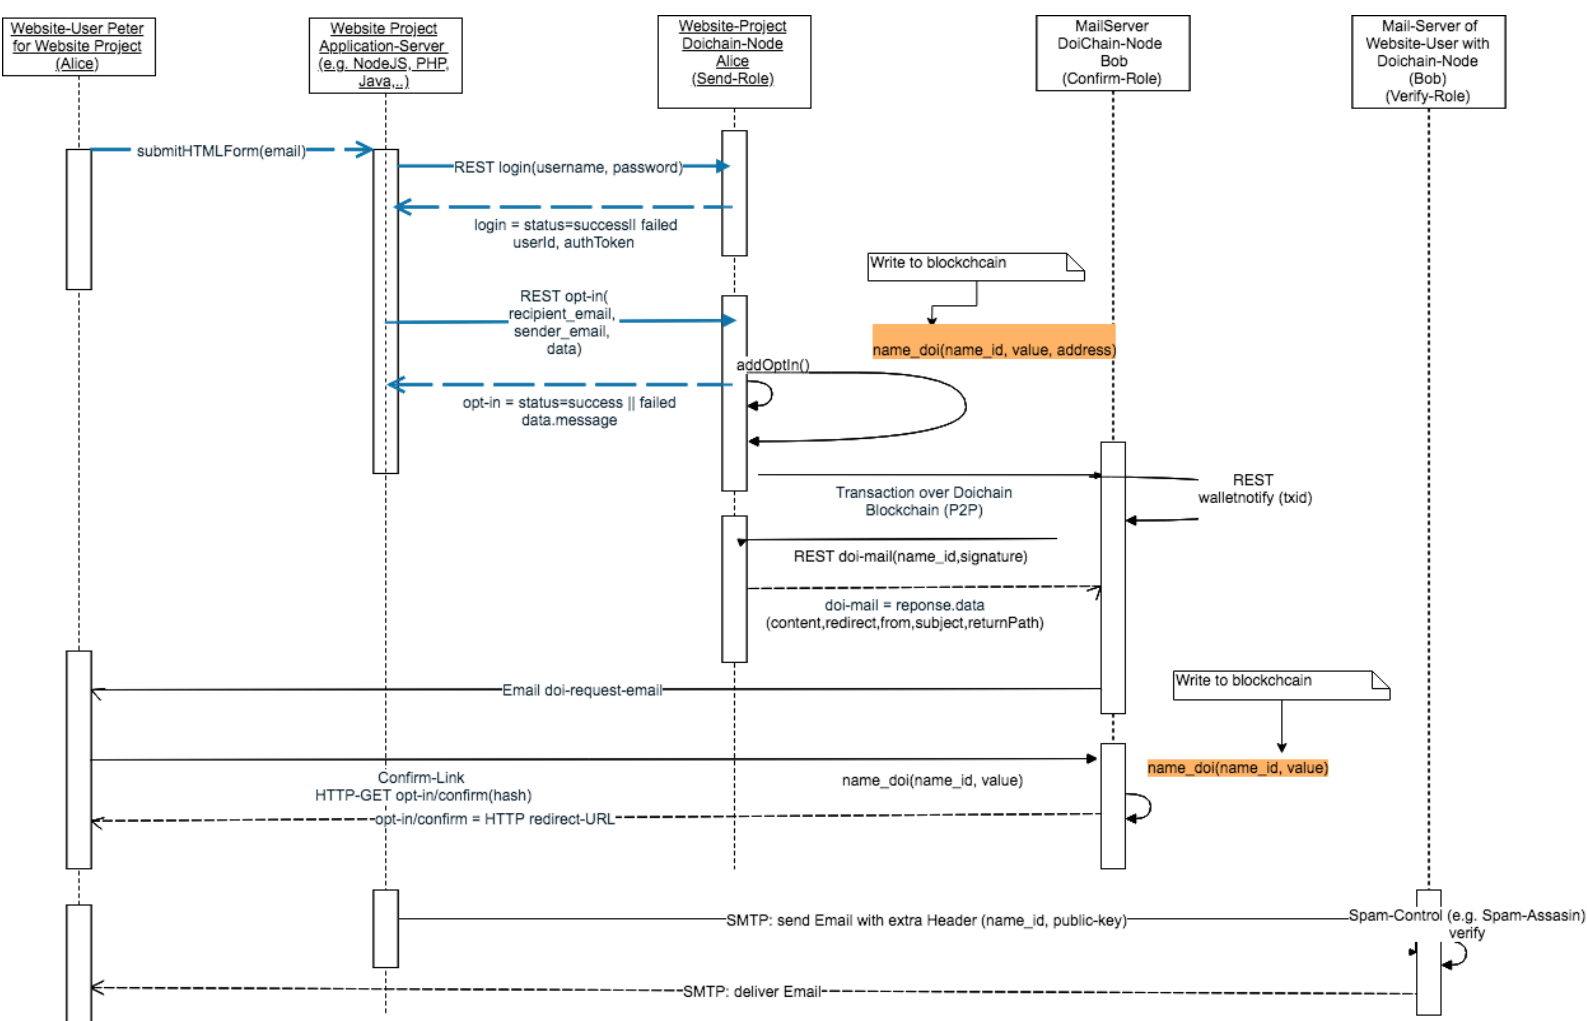 Website-User Peter
for Website Project
(Alice)
Website Project
Application-Server
(e.g. NodeJS, PHP,
Java,..)
Website-Project
Doichain-Node
Alice
(Send-Role)
MailServer
DoiChain-Node
Bob
(Confirm-Role)
Mail-Server of
Website-User with
Doichain-Node
(Bob)
(Verify-Role)
submitHTMLForm(email)
REST login(username, password)
login = status=success|| failed
userId, authToken
Write to blockchcain
REST opt-in(
recipient_email,
sender_email,
data)
name_doi(name_id, value, address)
addOptIn()
opt-in = status=success || failed
data.message
REST
walletnotify (txid)
Transaction over Doichain
Blockchain (P2P)
REST doi-mail(name_id,signature)
doi-mail = reponse.data
(content,redirect,from,subject,returnPath)
Email doi-request-email
Write to blockchcain
name_doi(name_id, value)
Confirm-Link
HTTP-GET opt-in/confirm(hash)
name_doi(name_id, value)
opt-in/confirm = HTTP redirect-URL
SMTP: send Email with extra Header (name_id, public-key)
Spam-Control (e.g. Spam-Assasin)
verify
SMTP: deliver Email